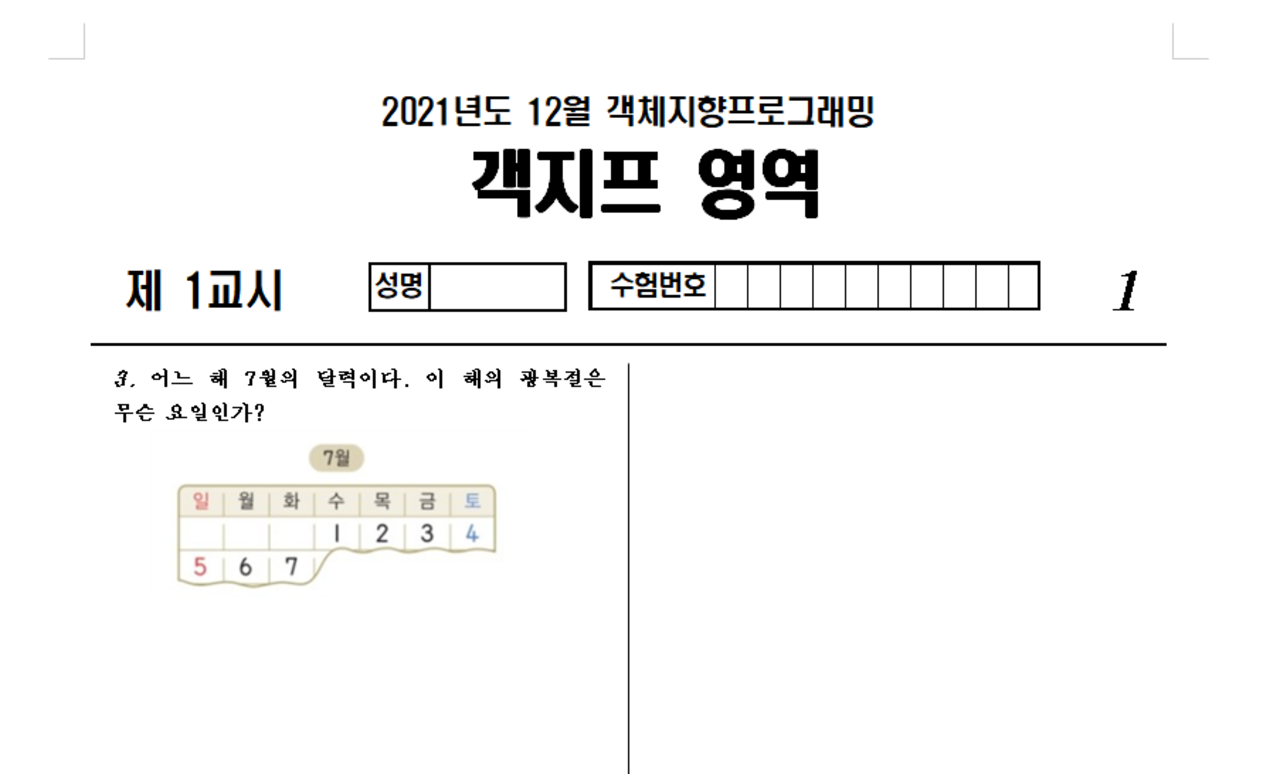 2021년도 12월 객체지향프로그래밍
객지프 영역
제 1교시
성명
수험번호
1
3. 어느 해 7월의 달력이다. 이 해의 광복절은
무슨 요일인가?
7월
일 월 화 수 목 금 토
1 2 3 4
5 6 7